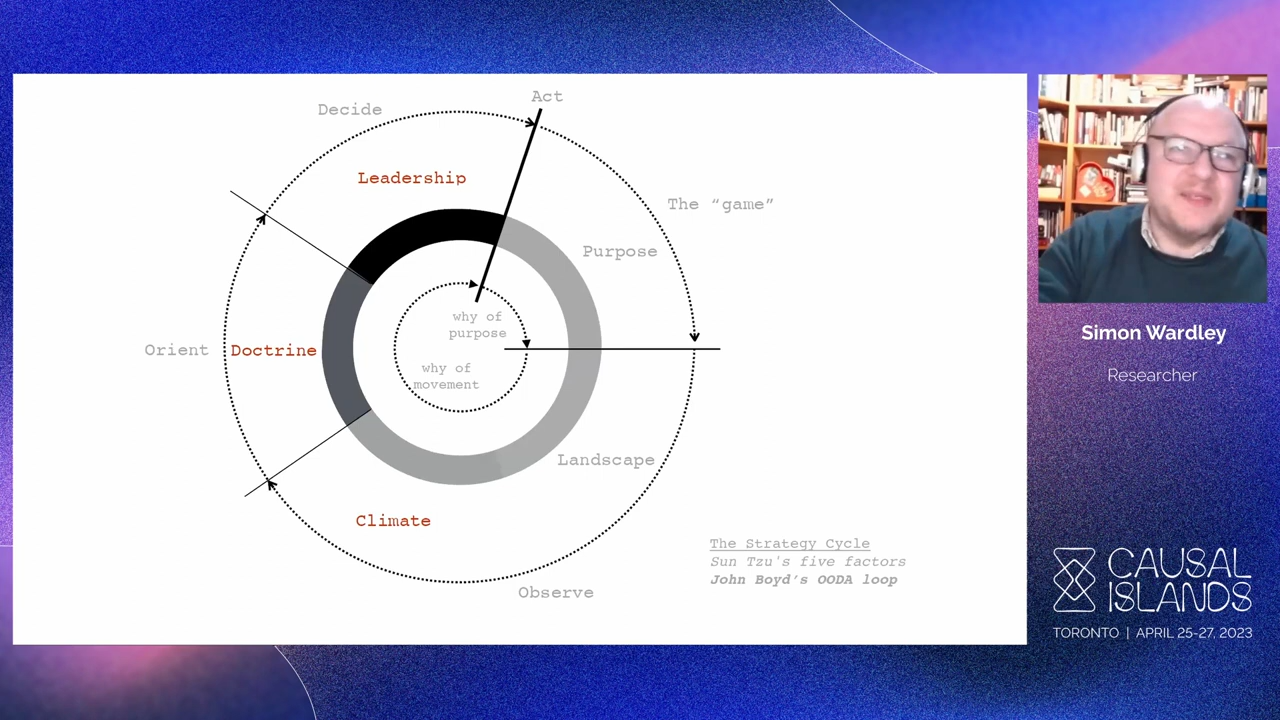 Act
Decide
Leadership
The “game”
Purpose
why of
purpose
Orient
Doctrine
why of
movement
Landscape
Climate
The Strategy Cycle
Sun Tzu's five factors
John Boyd’s OODA loop
Observe
Simon Wardley
Researcher
CAUSAL
ISLANDS
TORONTO | APRIL 25-27, 2023